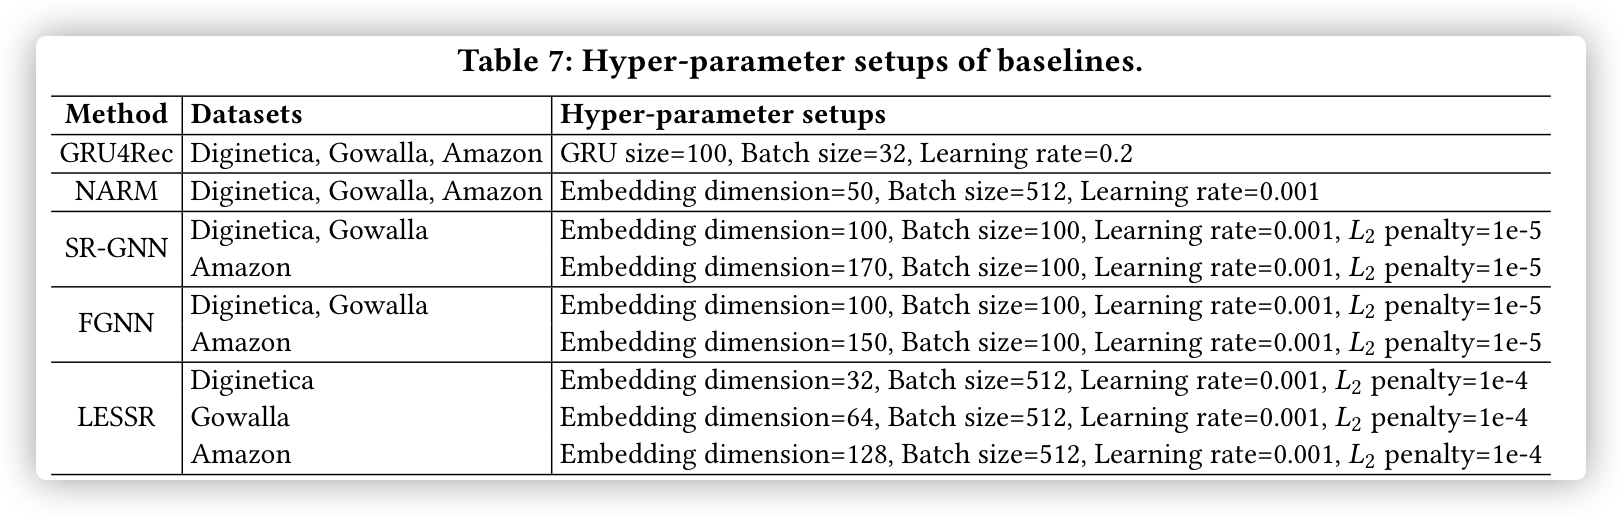 Table 7: Hyper-parameter setups of baselines.
Method Datasets Hyper-parameter setups
GRU4Rec Diginetica, Gowalla, Amazon GRU size=100, Batch size=32, Learning rate=0.2
NARM Diginetica, Gowalla, Amazon Embedding dimension=50, Batch size=512, Learning rate=0.001
SR-GNN Diginetica, Gowalla Embedding dimension=100, Batch size=100, Learning rate=0.001, L2 penalty=1e-5
Amazon Embedding dimension=170, Batch size=100, Learning rate=0.001, L2 penalty=1e-5
FGNN Diginetica, Gowalla Embedding dimension=100, Batch size=100, Learning rate=0.001, L2 penalty=1e-5
Amazon Embedding dimension=150, Batch size=100, Learning rate=0.001, L2 penalty=1e-5
Diginetica Embedding dimension=32, Batch size=512, Learning rate=0.001, L2 penalty=1e-4
LESSR Gowalla Embedding dimension=64, Batch size=512, Learning rate=0.001, L2 penalty=1e-4
Amazon Embedding dimension=128, Batch size=512, Learning rate=0.001, L2 penalty=1e-4